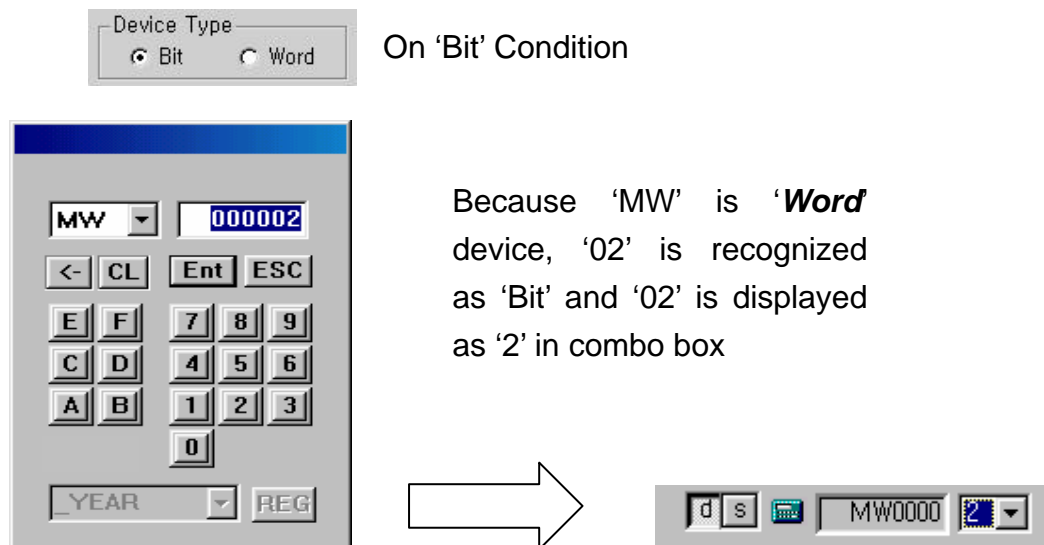 Device Type
Bit Word
On ‘Bit’ Condition
MW 000002
<- CL Ent ESC
E F 7 8 9
C D 4 5 6
A B 1 2 3
0
_YEAR REG
Because ‘MW’ is ‘Word’
device, ‘02’ is recognized
as ‘Bit’ and ‘02’ is displayed
as ‘2’ in combo box
d s MW0000 2